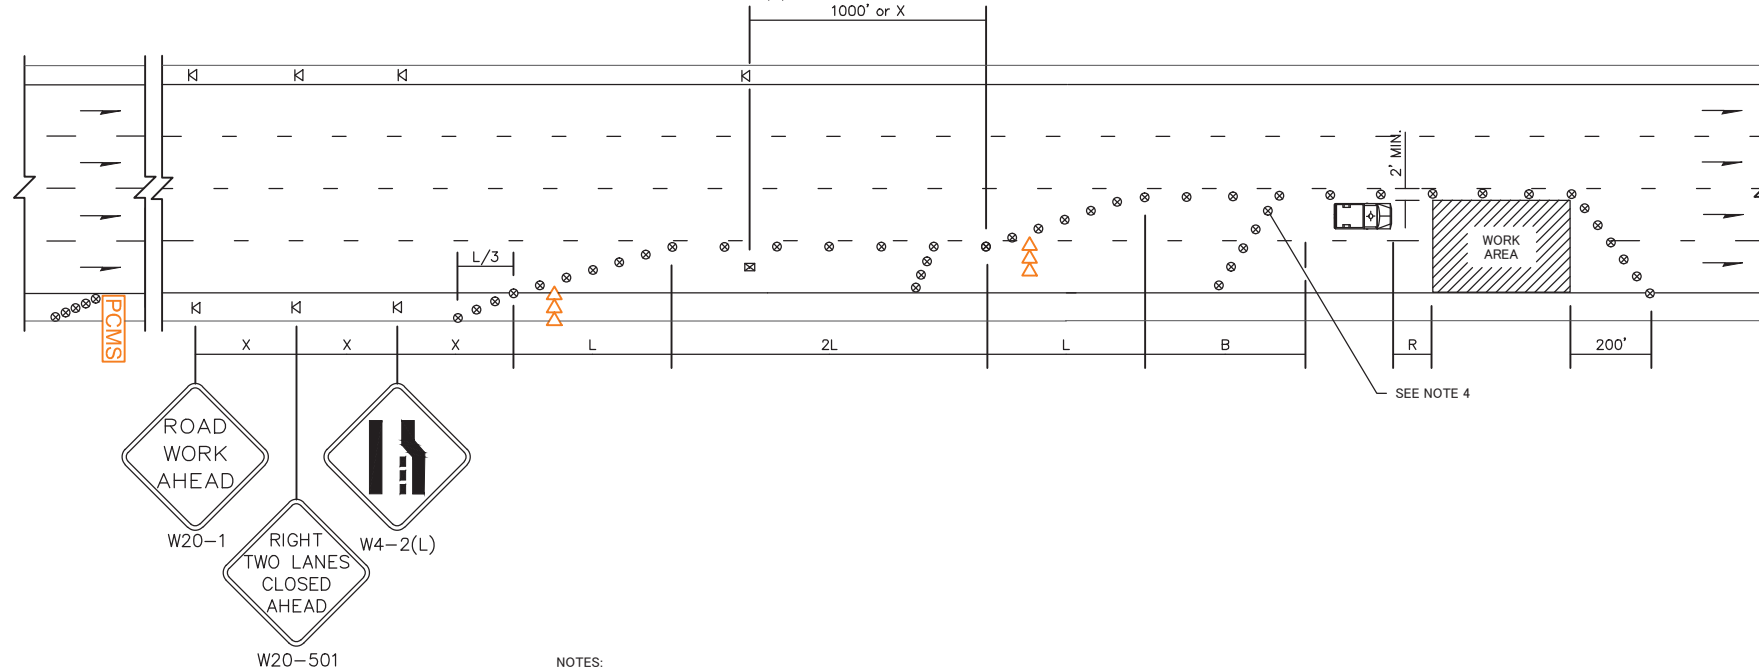 1000' or X
2' MIN.
L/3
PCMS
WORK
AREA
X
X
X
L
2L
L
B
R
200'
SEE NOTE 4
ROAD
WORK
AHEAD
W20-1
RIGHT
TWO LANES
CLOSED
AHEAD
W20-501
W4-2(L)
NOTES: